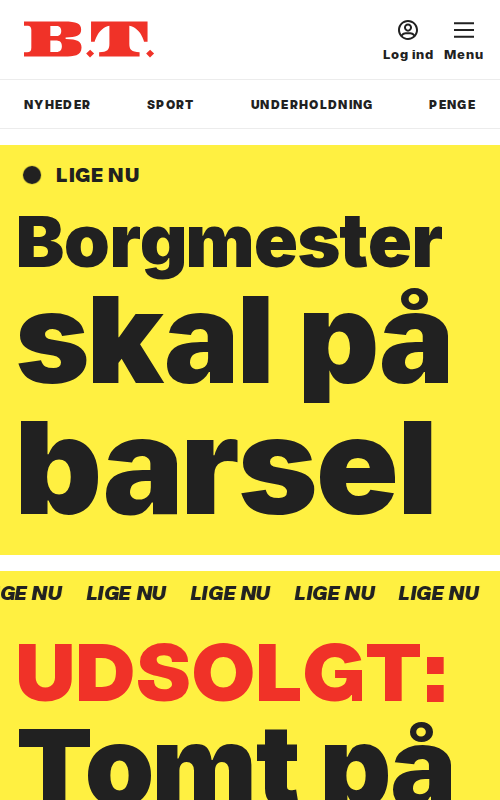 B.T.
Log ind Menu
NYHEDER SPORT UNDERHOLDNING PENGE
LIGE NU
Borgmester
skal på
barsel
GE NU LIGE NU LIGE NU LIGE NU LIGE NU
UDSOLGT:
Tomt på